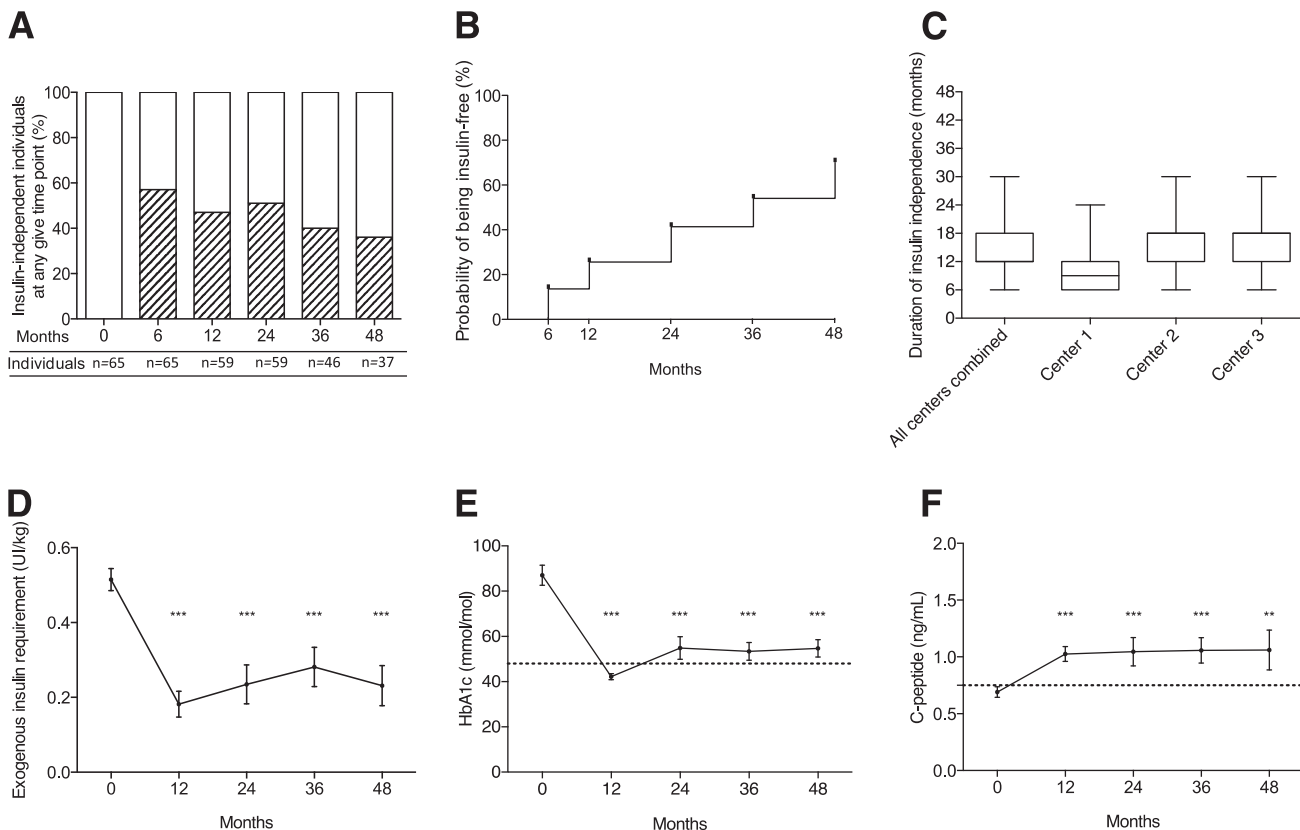 A
Insulin-independent individuals
at any give time point (%)
100
80
60
40
20
0
Months 0 6 12 24 36 48
Individuals n=65 n=65 n=59 n=59 n=46 n=37
B
Probability of being insulin-free (%)
100
80
60
40
20
0
6 12 24 36 48
Months
C
Duration of insulin independence (months)
48
42
36
30
24
18
12
6
0
All centers combined
Center 1
Center 2
Center 3
D
Exogenous insulin requirement (UI/kg)
0.6
0.4
0.2
0.0
*** *** *** ***
0 12 24 36 48
Months
E
HbA1c (mmol/mol)
100
80
60
40
20
0
*** *** *** ***
0 12 24 36 48
Months
F
C-peptide (ng/mL)
2.0
1.5
1.0
0.5
0.0
*** *** *** **
0 12 24 36 48
Months